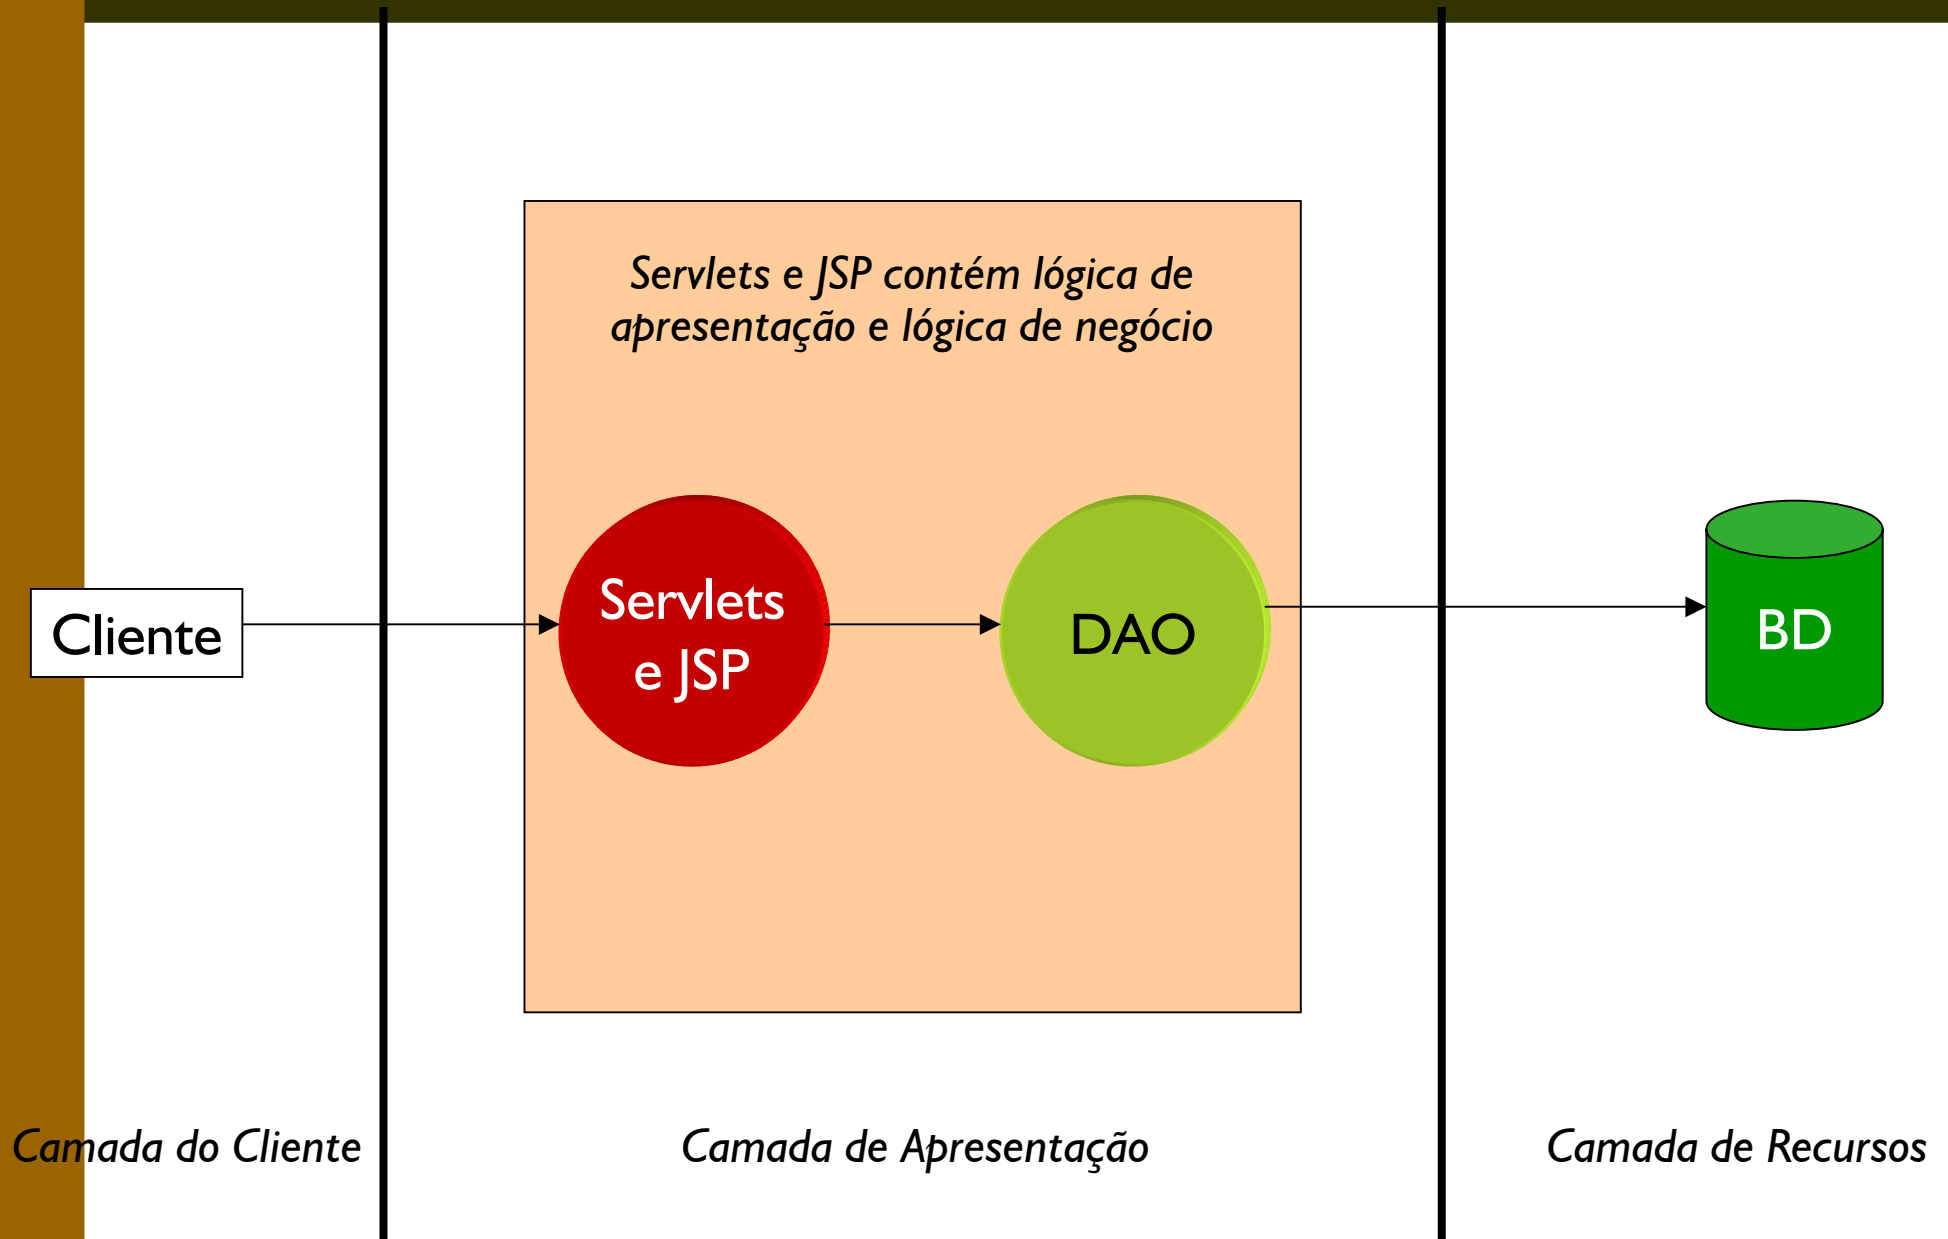 Servlets e JSP contém lógica de
apresentação e lógica de negócio
Cliente
Servlets
e JSP
DAO
BD
Camada do Cliente
Camada de Apresentação
Camada de Recursos